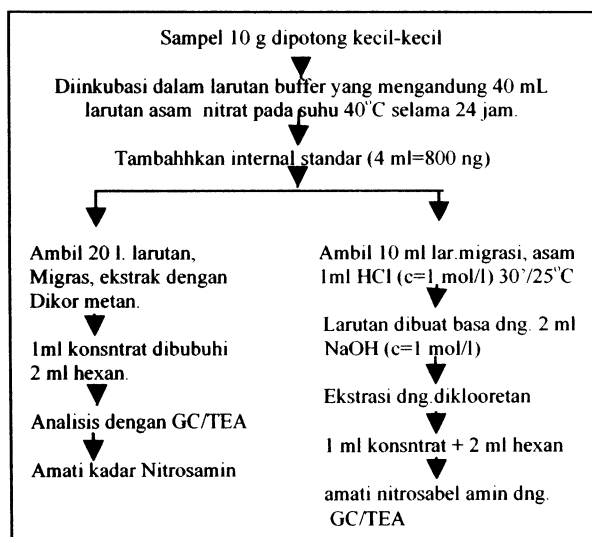 Sampel 10 g dipotong kecil-kecil
Diinkubasi dalam larutan buffer yang mengandung 40 mL
larutan asam nitrat pada suhu 40°C selama 24 jam.
Tambahhkan internal standar (4 ml=800 ng)
Ambil 20 l. larutan,
Migras, ekstrak dengan
Dikor metan.
1ml konsntrat dibubuhi
2 ml hexan.
Analisis dengan GC/TEA
Amati kadar Nitrosamin
Ambil 10 ml lar.migrasi, asam
1ml HCl (c=1 mol/l) 30'/25°C
Larutan dibuat basa dng. 2 ml
NaOH (c=1 mol/l)
Ekstrasi dng.diklooretan
1 ml konsntrat + 2 ml hexan
amati nitrosabel amin dng.
GC/TEA